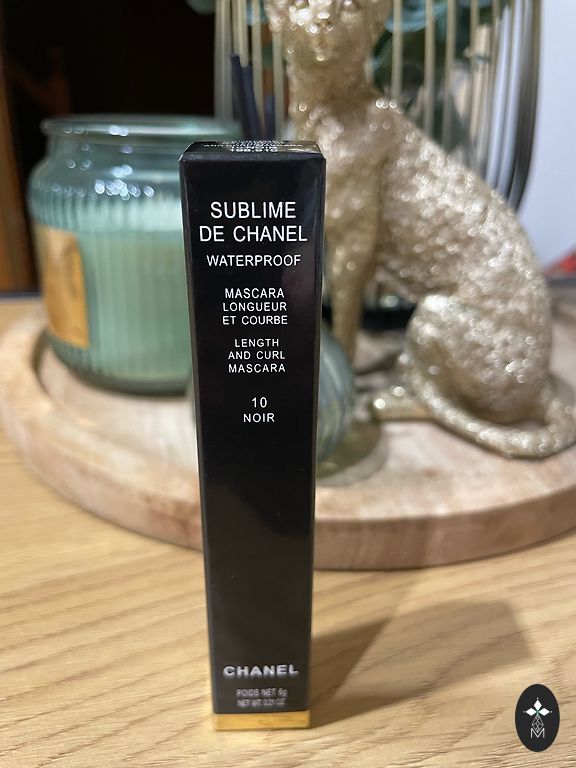 SUBLIME
DE CHANEL
WATERPROOF
MASCARA
LONGUEUR
ET COURBE
LENGTH
AND CURL
MASCARA
10
NOIR
CHANEL
POIDS NET 6g
NET WT. 0.21 OZ